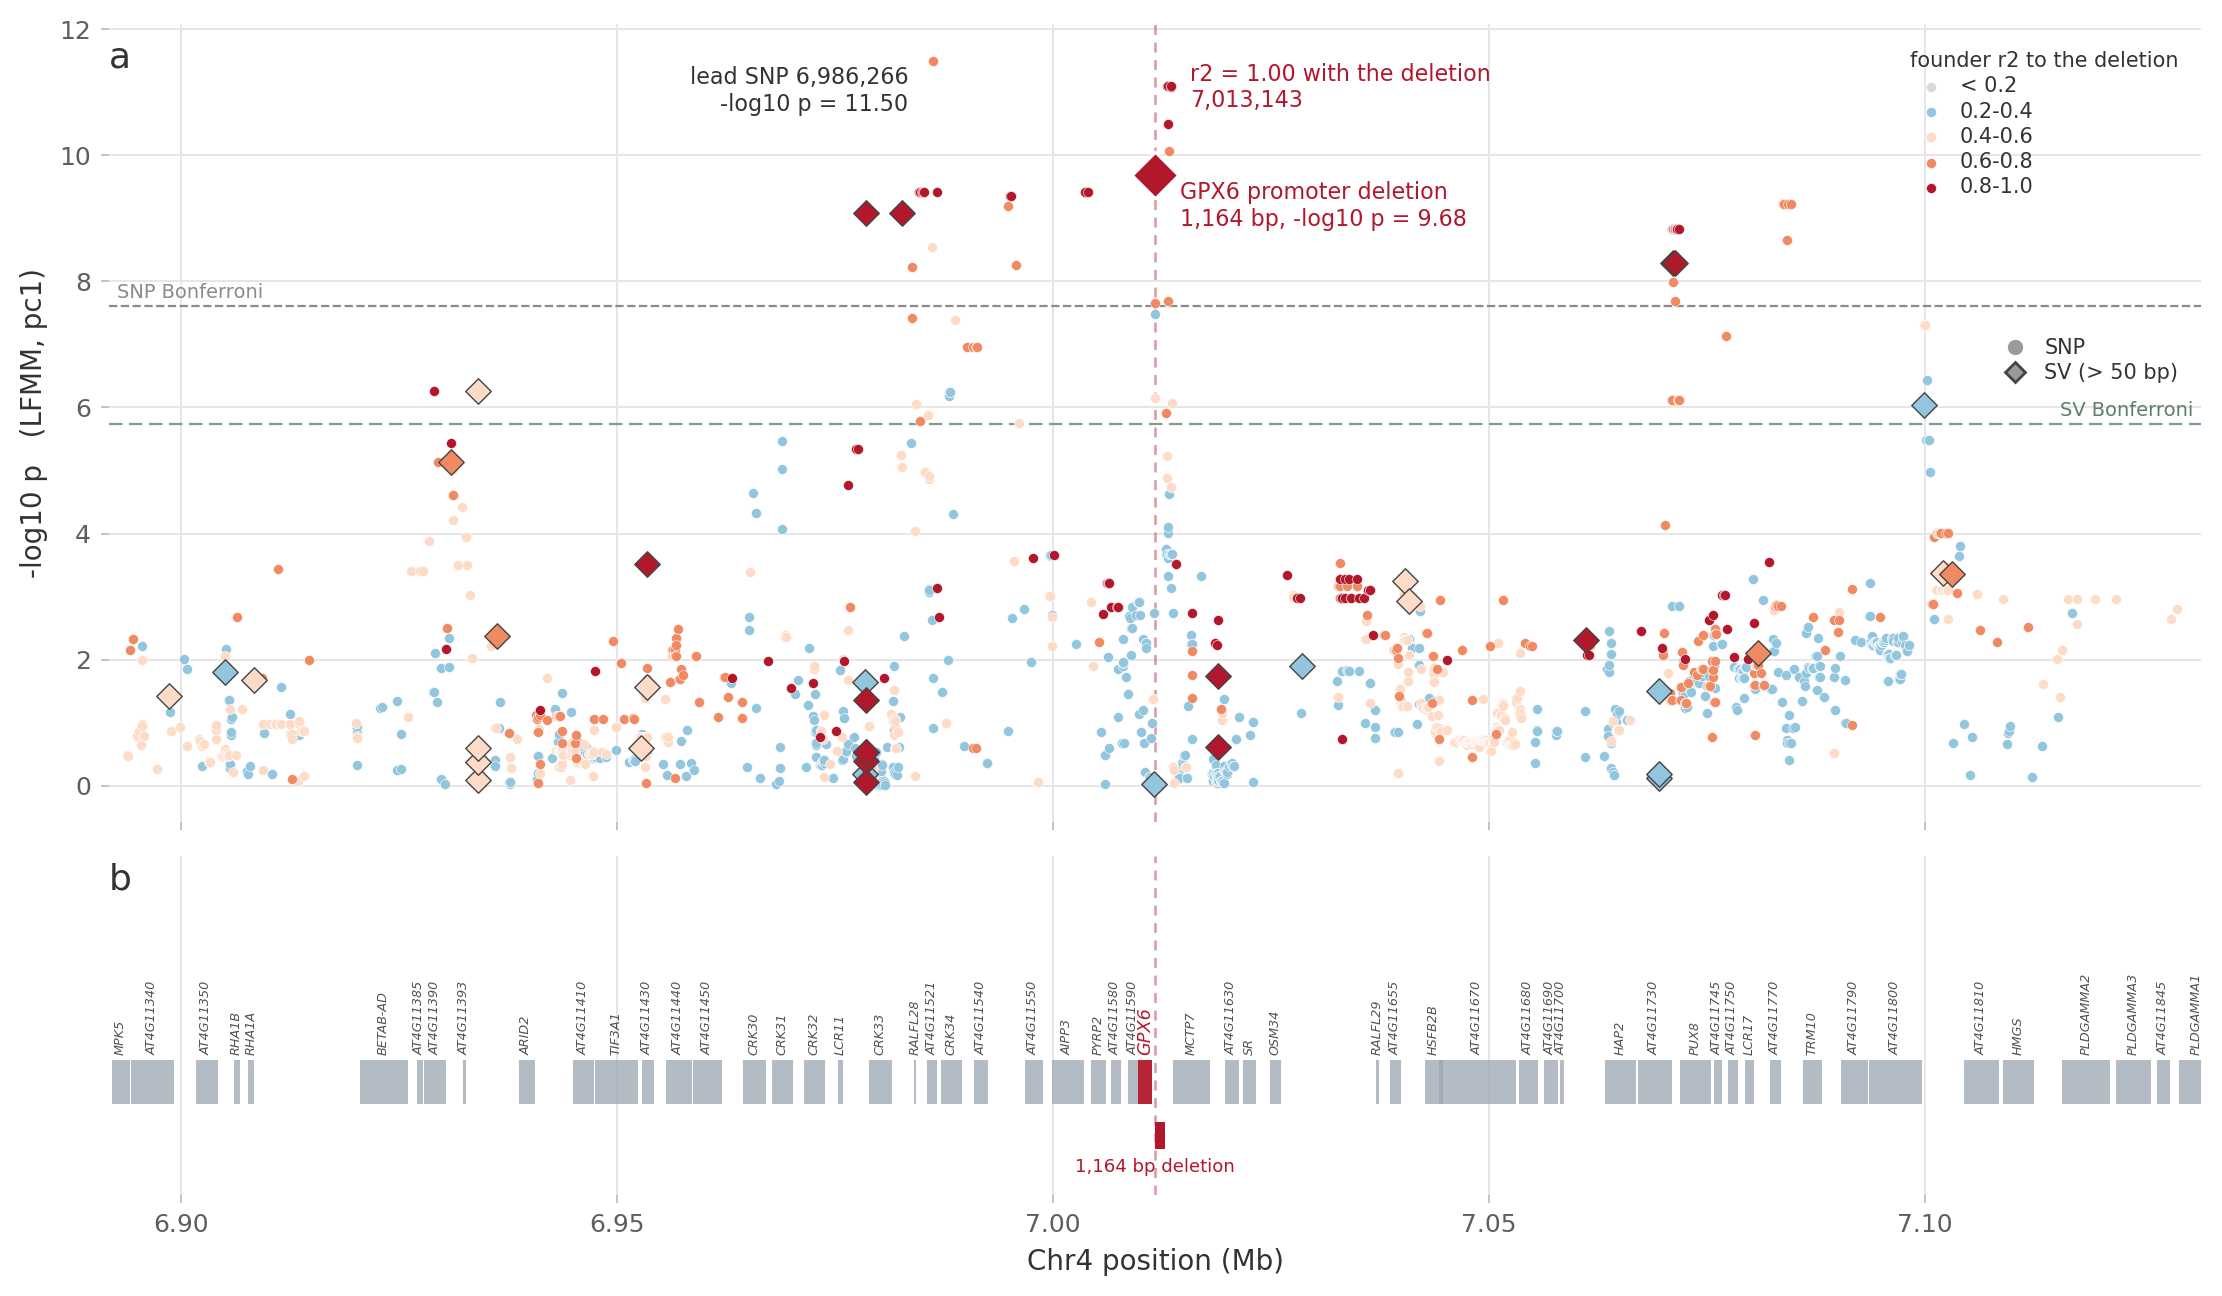 a
12
10
8
6
4
2
0
-log10 p (LFMM, pc1)
lead SNP 6,986,266
-log10 p = 11.50
r2 = 1.00 with the deletion
7,013,143
GPX6 promoter deletion
1,164 bp, -log10 p = 9.68
founder r2 to the deletion
< 0.2
0.2-0.4
0.4-0.6
0.6-0.8
0.8-1.0
SNP Bonferroni
SNP
SV (> 50 bp)
SV Bonferroni
b
MPK5
AT4G11340
AT4G11350
RHA1B
RHA1A
BETAB-AD
AT4G11385
AT4G11390
AT4G11393
ARID2
AT4G11410
TIF3A1
AT4G11430
AT4G11440
AT4G11450
CRK30
CRK31
CRK32
LCR11
CRK33
RALFL28
AT4G11521
CRK34
AT4G11540
AT4G11550
AIPP3
PYRP2
AT4G11580
AT4G11590
GPX6
MCTP7
AT4G11630
SR
OSM34
RALFL29
AT4G11655
HSFB2B
AT4G11670
AT4G11680
AT4G11690
AT4G11700
HAP2
AT4G11730
PUX8
AT4G11745
AT4G11750
LCR17
AT4G11770
TRM10
AT4G11790
AT4G11800
AT4G11810
HMGS
PLDGAMMA2
PLDGAMMA3
AT4G11845
PLDGAMMA1
1,164 bp deletion
6.90
6.95
7.00
7.05
7.10
Chr4 position (Mb)